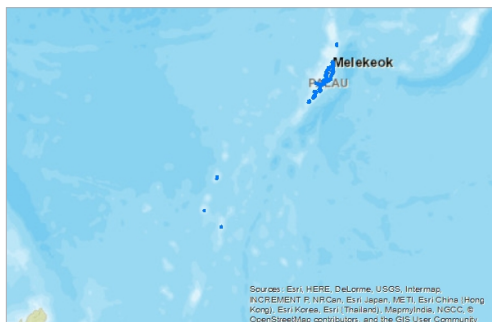 Melekeok
PALAU
Sources: Esri, HERE, DeLorme, USGS, Intermap,
INCREMENT P, NRCan, Esri Japan, METI, Esri China (Hong
Kong), Esri Korea, Esri (Thailand), MapmyIndia, NGCC, ©
OpenStreetMap contributors, and the GIS User Community